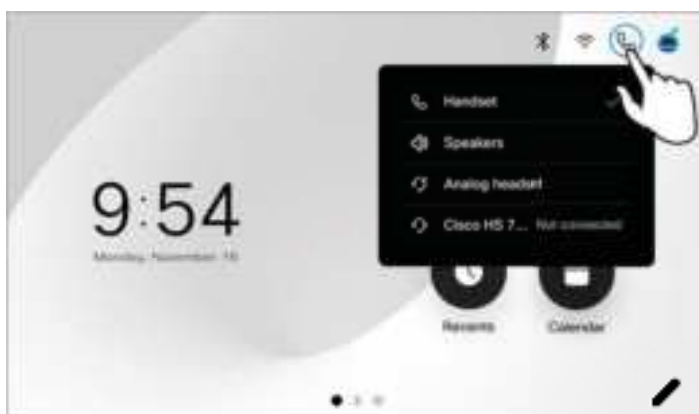 Handset
Speakers
Analog headset
Cisco HS 7... Not connected
9:54
Monday, November 16
Recents
Calendar